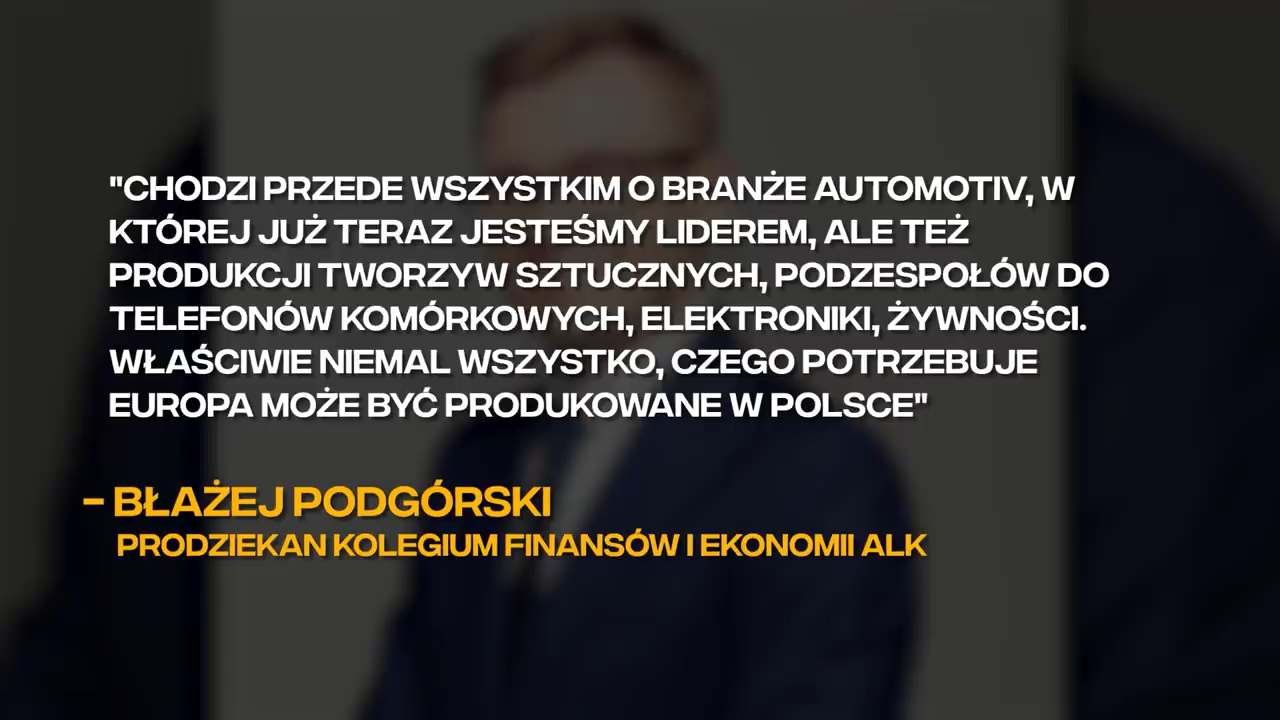 "CHODZI PRZEDE WSZYSTKIM O BRANŻE AUTOMOTIV, W
KTÓREJ JUŻ TERAZ JESTEŚMY LIDEREM, ALE TEŻ
PRODUKCJI TWORZYW SZTUCZNYCH, PODZESPOŁÓW DO
TELEFONÓW KOMÓRKOWYCH, ELEKTRONIKI, ŻYWNOŚCI.
WŁAŚCIWIE NIEMAL WSZYSTKO, CZEGO POTRZEBUJE
EUROPA MOŻE BYĆ PRODUKOWANE W POLSCE"
– BŁAŻEJ PODGÓRSKI
PRODZIEKAN KOLEGIUM FINANSÓW I EKONOMII ALK